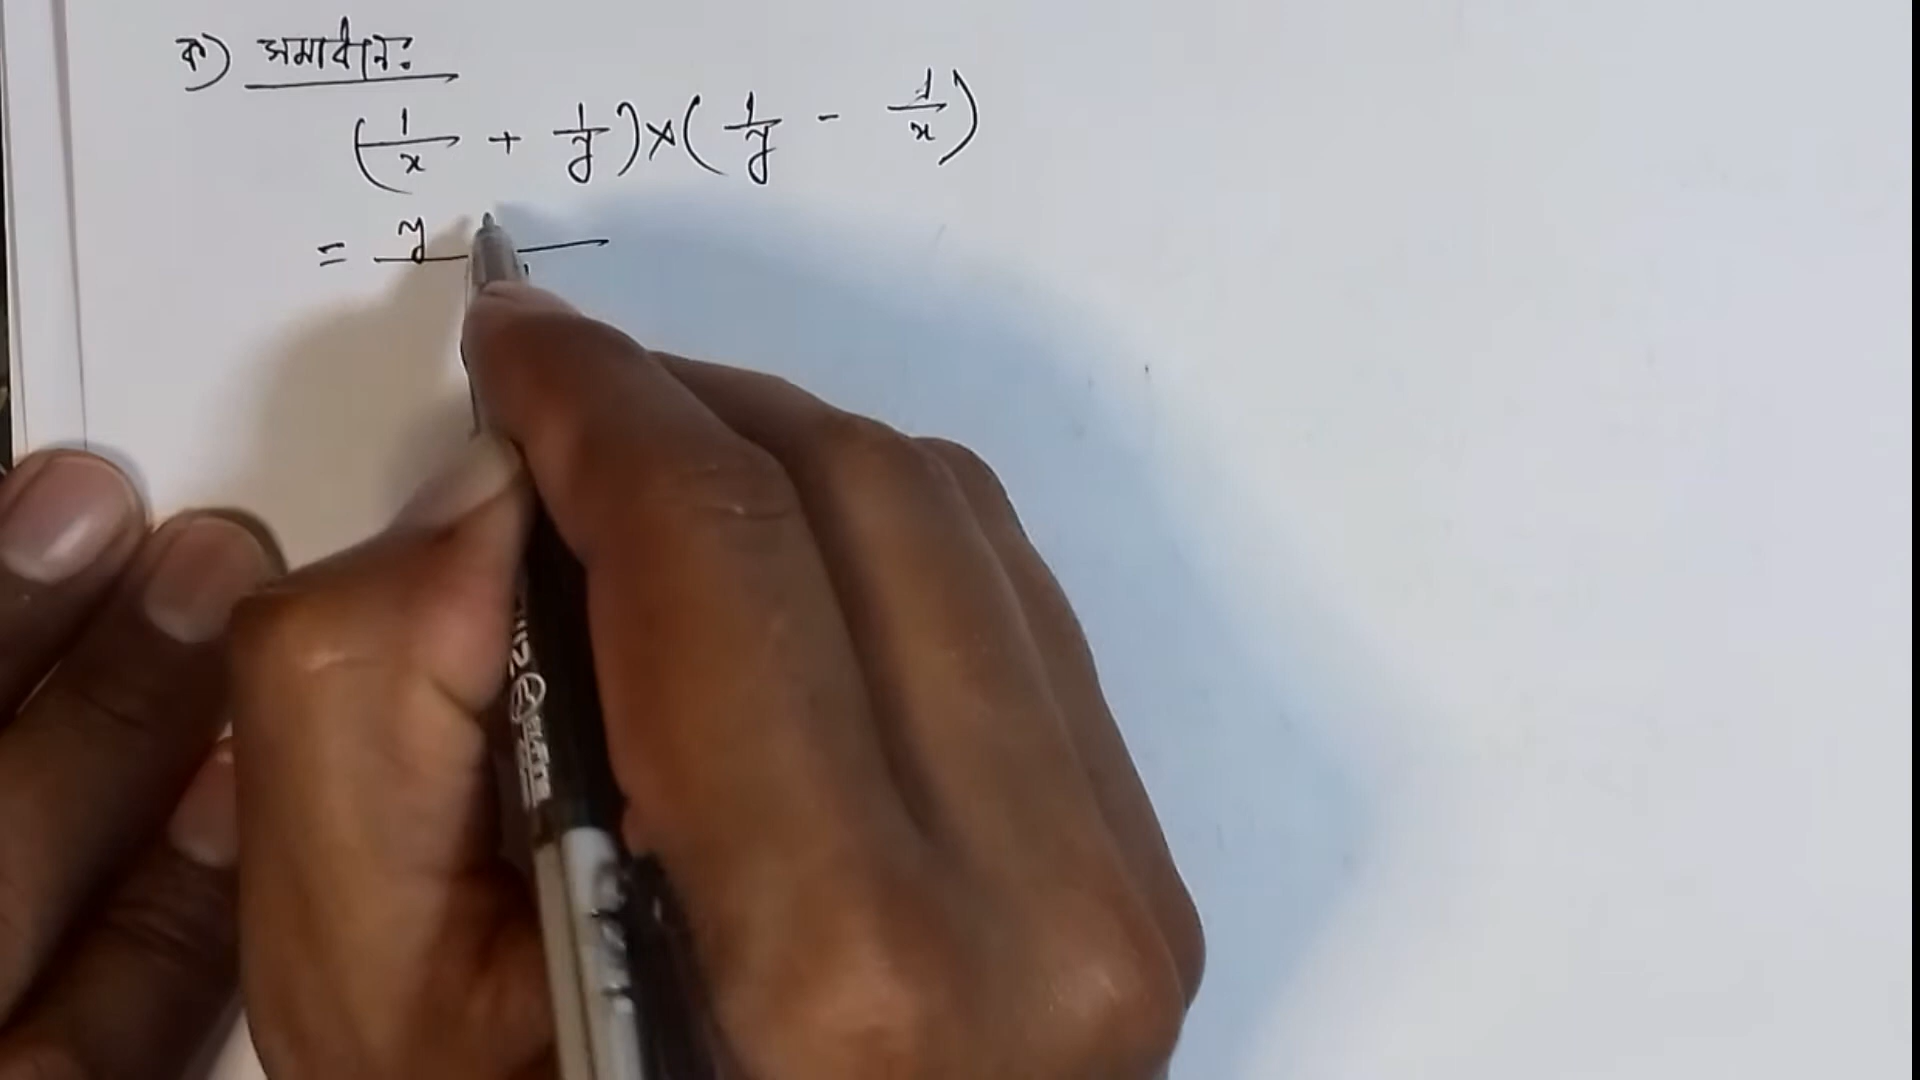 ক) সমাধান:
(1/x + 1/y) × (1/y - 1/x)
= y